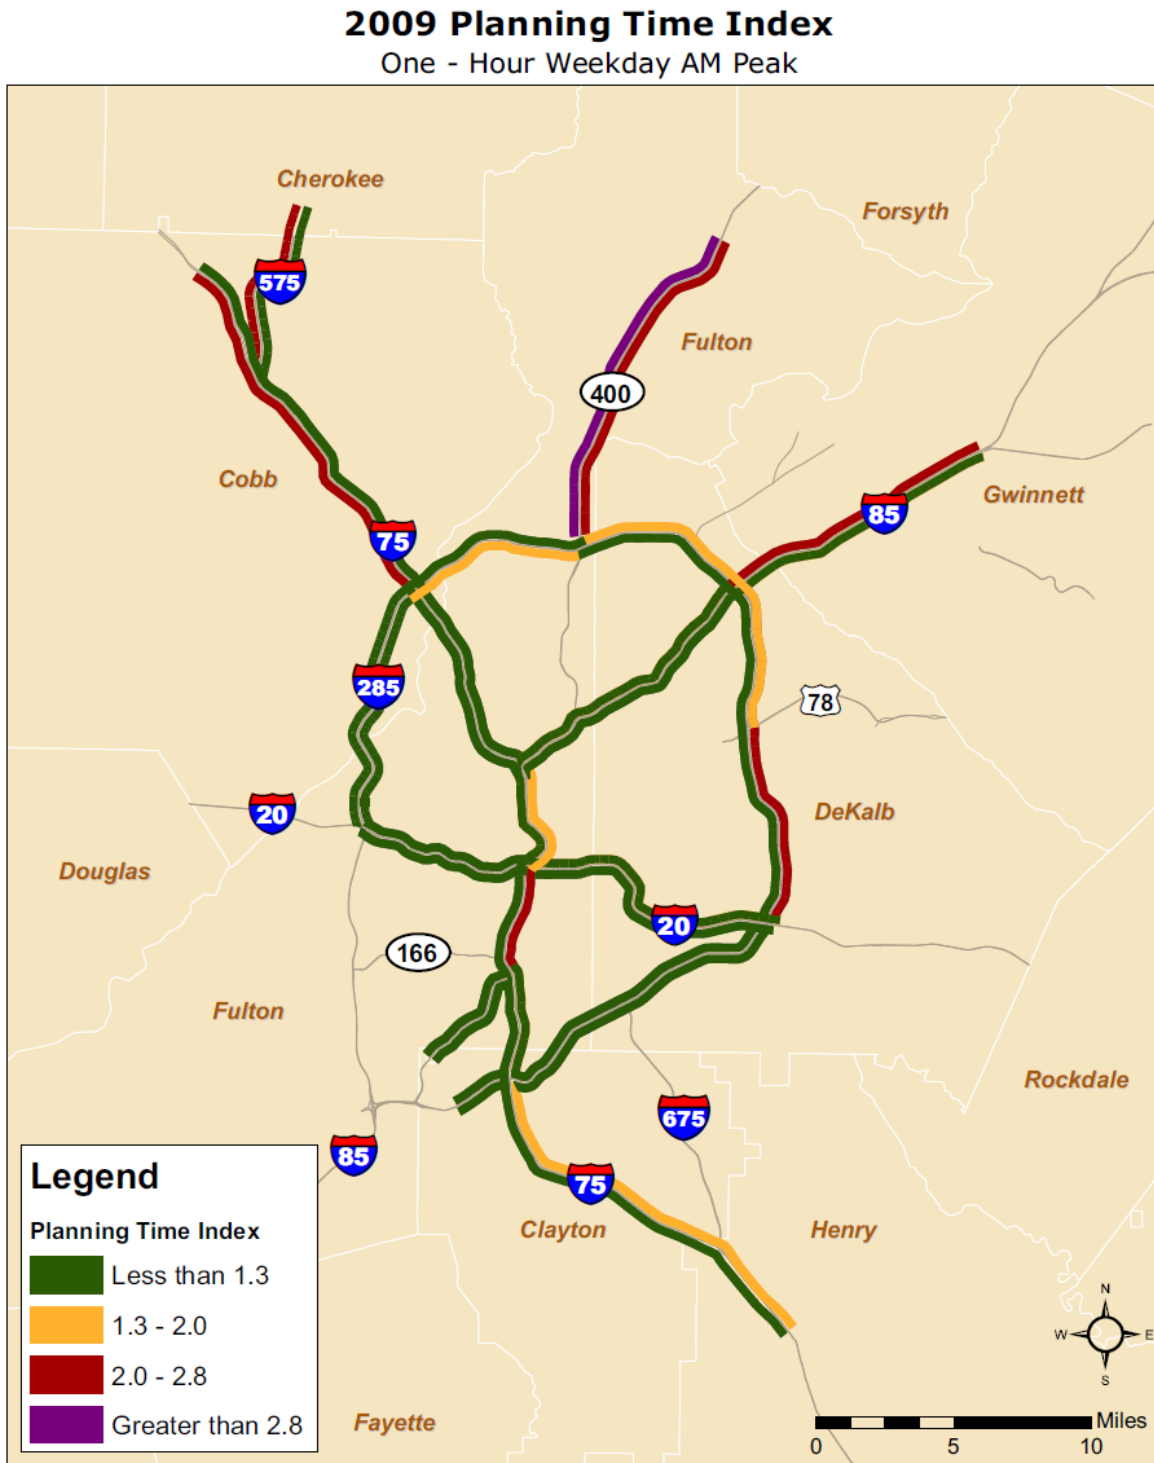 2009 Planning Time Index
One - Hour Weekday AM Peak
Cherokee
Forsyth
575
Fulton
400
Cobb
Gwinnett
85
75
285
78
20
DeKalb
Douglas
20
166
Fulton
Rockdale
675
85
75
Clayton
Henry
Fayette
Legend
Planning Time Index
Less than 1.3
1.3 - 2.0
2.0 - 2.8
Greater than 2.8
N
W E
S
Miles
0 5 10